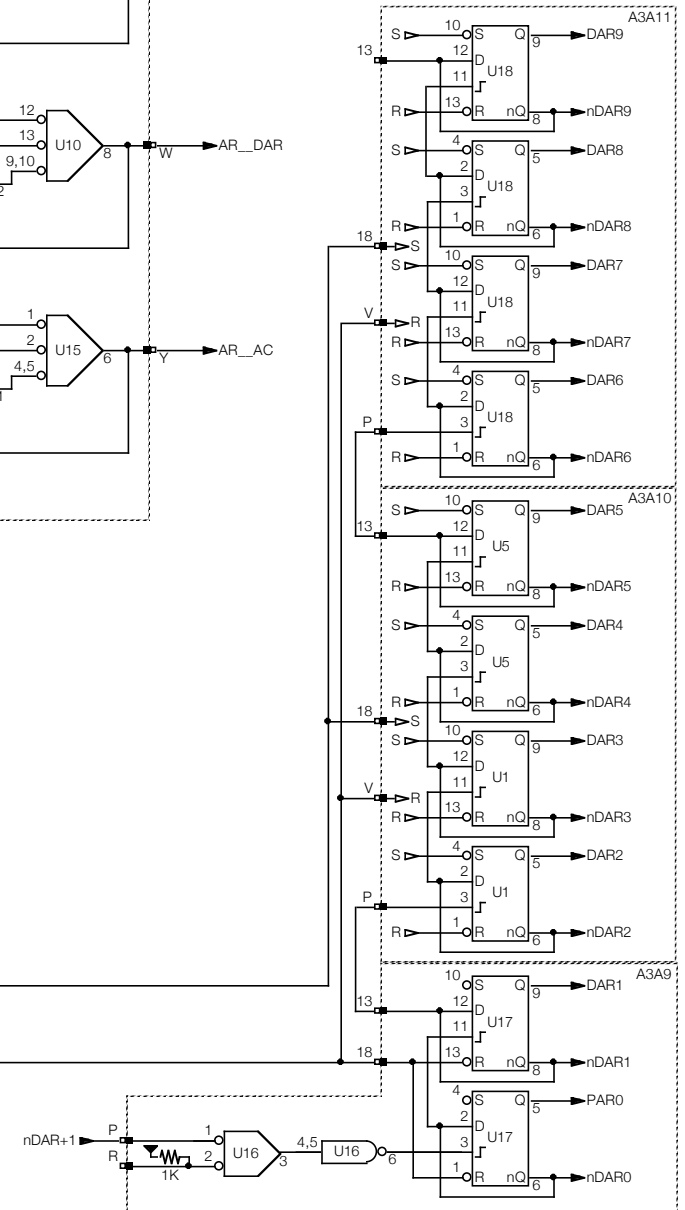 A3A11
10 S Q 9 DAR9
S
13
12 D
11 U18
R 13 R nQ 8 nDAR9
12
13 U10 8 W AR__DAR
9,10
2
S 4 S Q 5 DAR8
2 D
3 U18
R 1 R nQ 6 nDAR8
18 S
S 10 S Q 9 DAR7
12 D
11 U18
V R
R 13 R nQ 8 nDAR7
1
2 U15 6 Y AR__AC
4,5
S 4 S Q 5 DAR6
2 D
P 3 U18
R 1 R nQ 6 nDAR6
A3A10
S 10 S Q 9 DAR5
13 12 D
11 U5
R 13 R nQ 8 nDAR5
S 4 S Q 5 DAR4
2 D
3 U5
R 1 R nQ 6 nDAR4
18 S
S 10 S Q 9 DAR3
12 D
11 U1
V R
R 13 R nQ 8 nDAR3
S 4 S Q 5 DAR2
2 D
P 3 U1
R 1 R nQ 6 nDAR2
A3A9
10 S Q 9 DAR1
13 12 D
11 U17
18 13 R nQ 8 nDAR1
4 S Q 5 PAR0
2 D
3 U17
1 R nQ 6 nDAR0
nDAR+1 P 1 U16 3 4,5 U16 6
R 1K 2